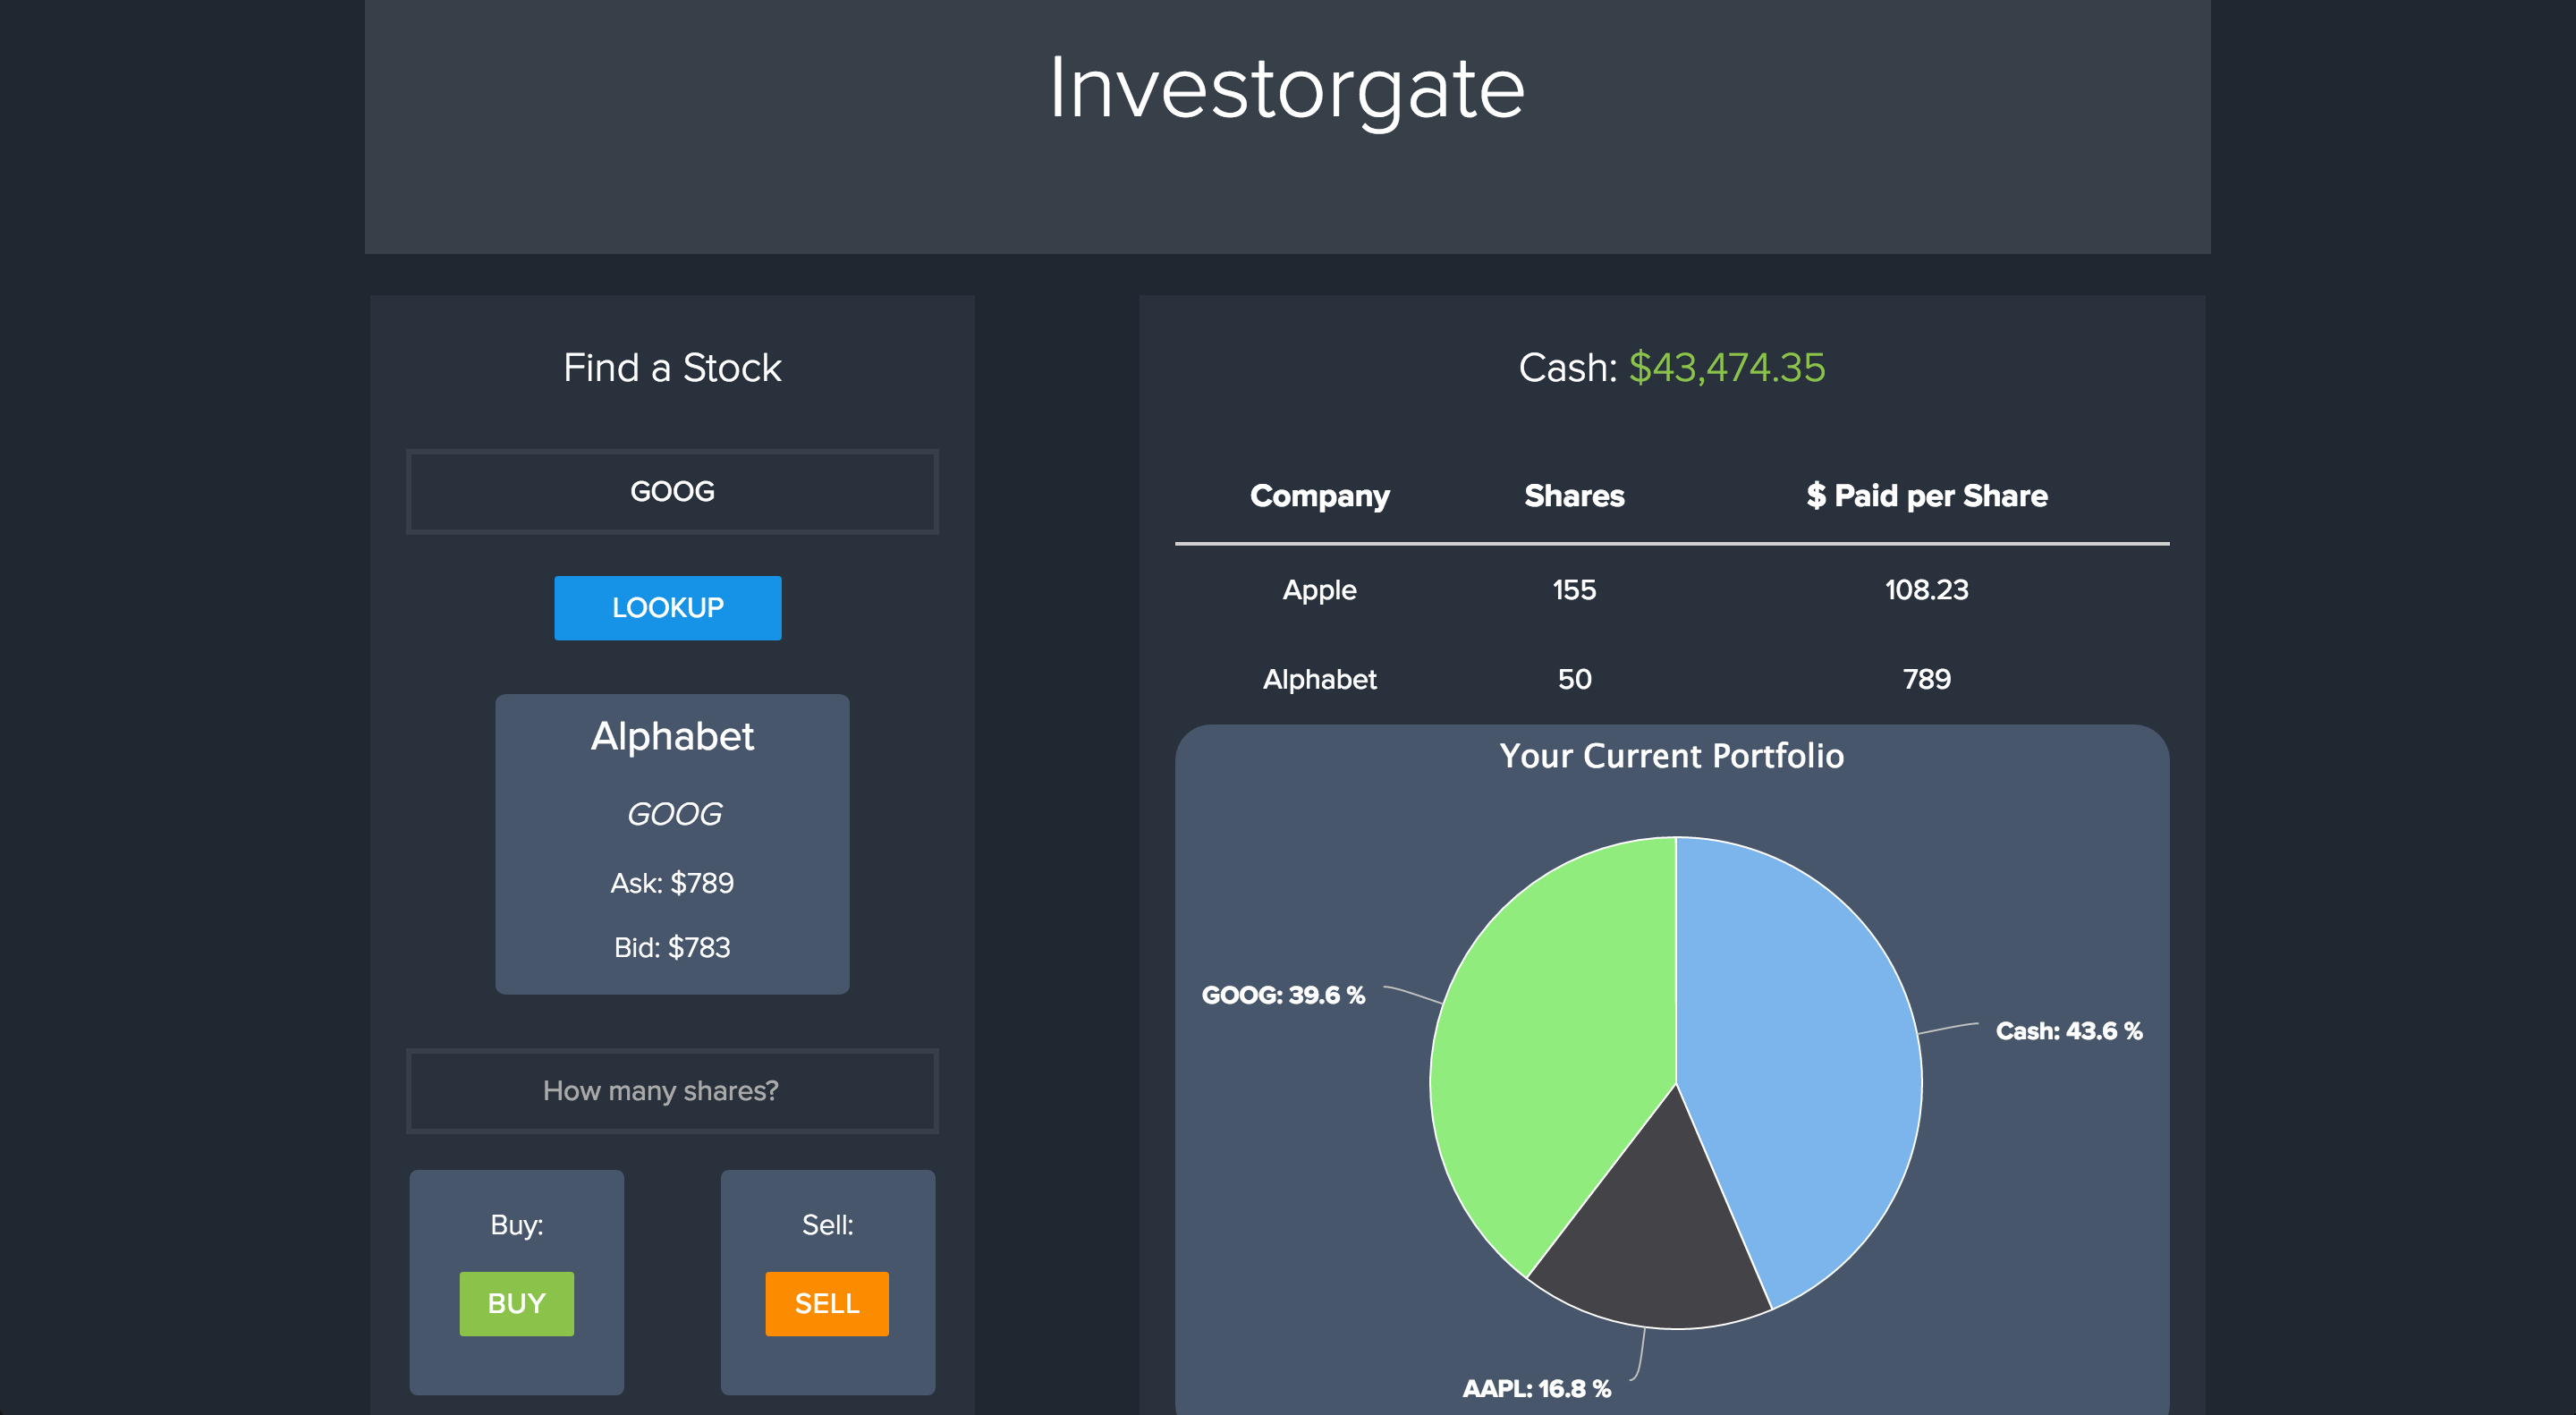 Investorgate
Find a Stock
GOOG
LOOKUP
Alphabet
GOOG
Ask: $789
Bid: $783
How many shares?
Buy:
BUY
Sell:
SELL
Cash: $43,474.35
Company Shares $ Paid per Share
Apple 155 108.23
Alphabet 50 789
Your Current Portfolio
GOOG: 39.6 %
Cash: 43.6 %
AAPL: 16.8 %